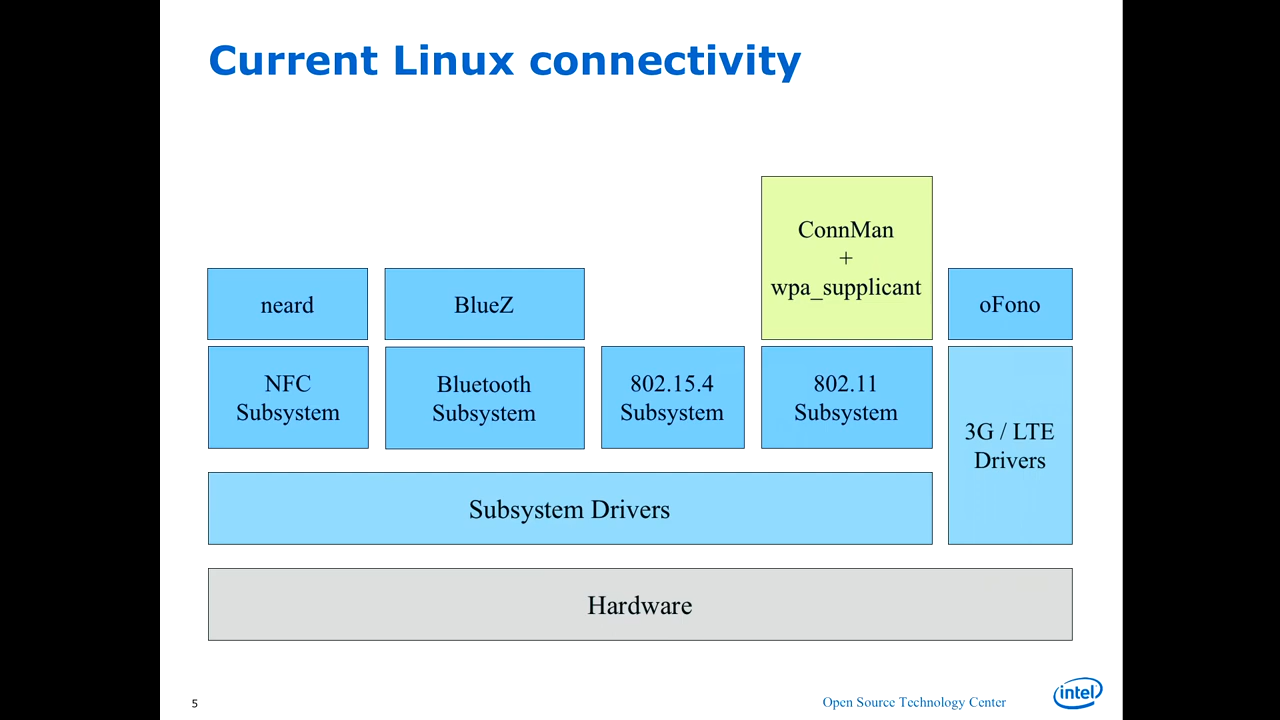 Current Linux connectivity
ConnMan
+
wpa_supplicant
neard
BlueZ
oFono
NFC
Subsystem
Bluetooth
Subsystem
802.15.4
Subsystem
802.11
Subsystem
3G / LTE
Drivers
Subsystem Drivers
Hardware
5
Open Source Technology Center
intel